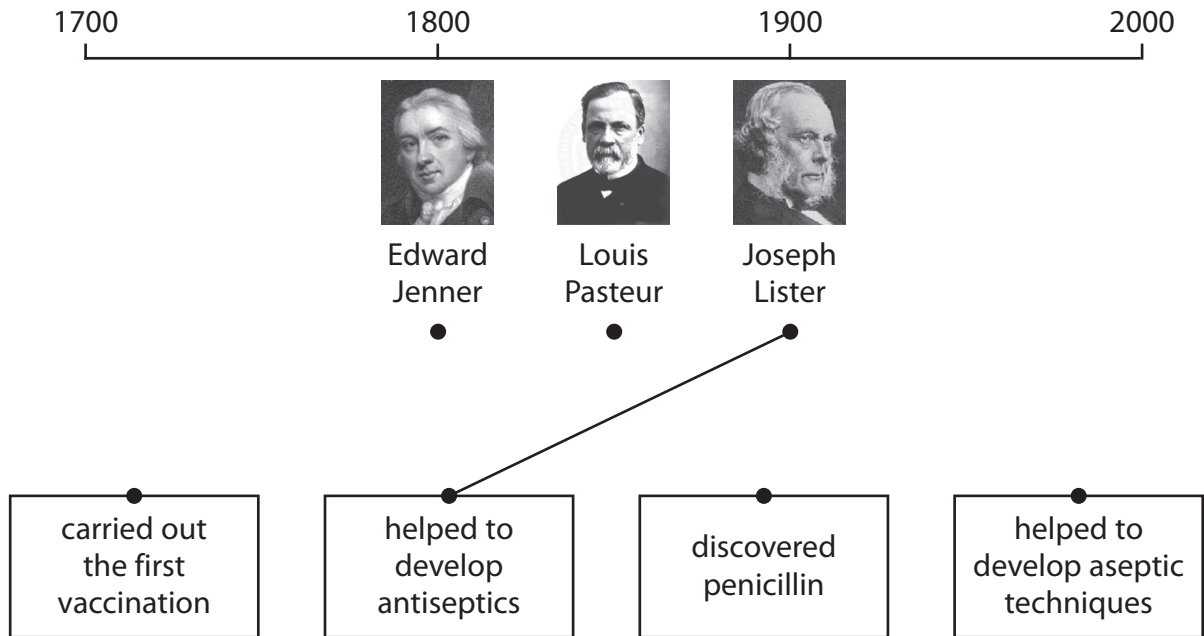 1700 1800 1900 2000
Edward Jenner
Louis Pasteur
Joseph Lister
carried out
the first
vaccination
helped to
develop
antiseptics
discovered
penicillin
helped to
develop aseptic
techniques